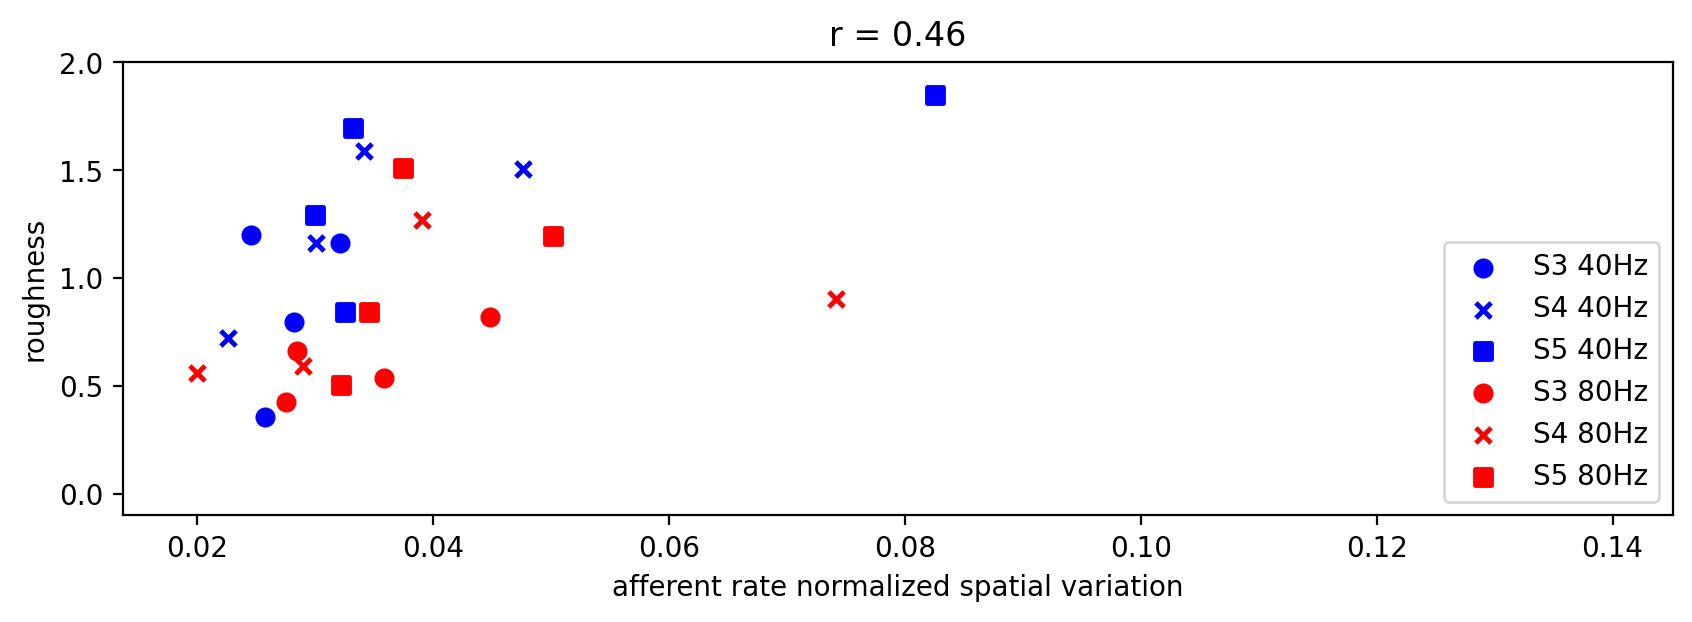 r = 0.46
2.0
1.5
1.0
0.5
0.0
roughness
0.02 0.04 0.06 0.08 0.10 0.12 0.14
afferent rate normalized spatial variation
S3 40Hz
S4 40Hz
S5 40Hz
S3 80Hz
S4 80Hz
S5 80Hz